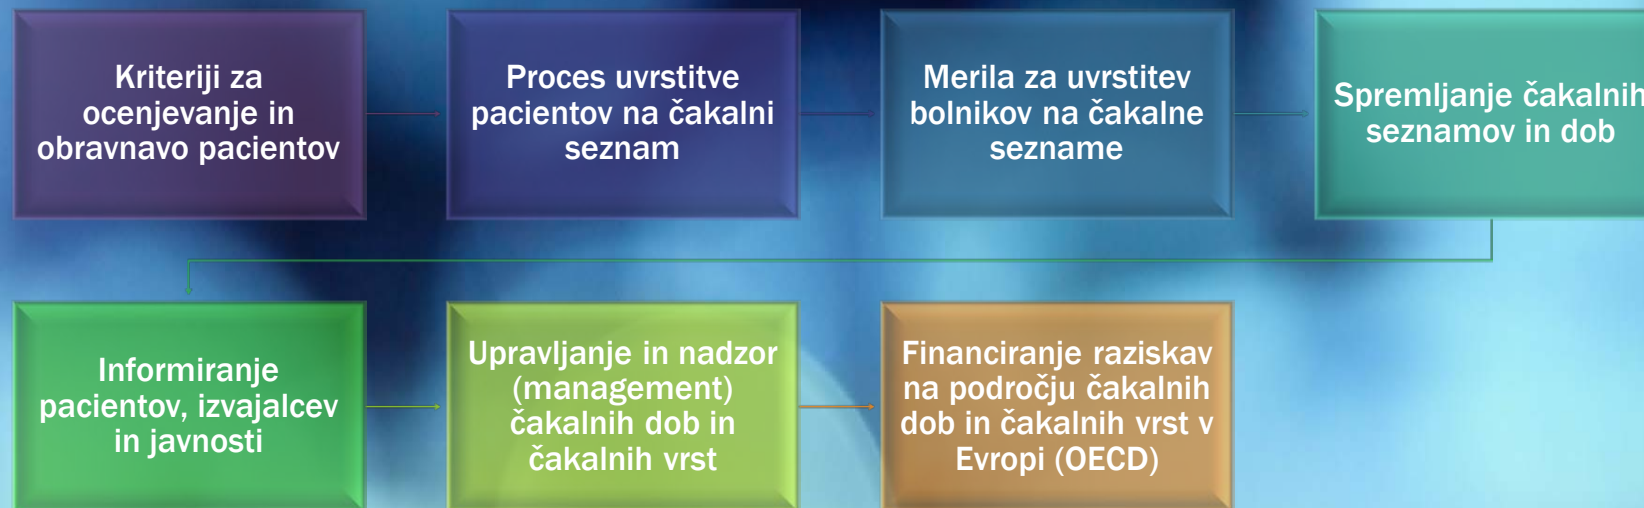 Kriteriji za
ocenjevanje in
obravnavo pacientov
Proces uvrstitve
pacientov na čakalni
seznam
Merila za uvrstitev
bolnikov na čakalne
sezname
Spremljanje čakalnih
seznamov in dob
Informiranje
pacientov, izvajalcev
in javnosti
Upravljanje in nadzor
(management)
čakalnih dob in
čakalnih vrst
Financiranje raziskav
na področju čakalnih
dob in čakalnih vrst v
Evropi (OECD)